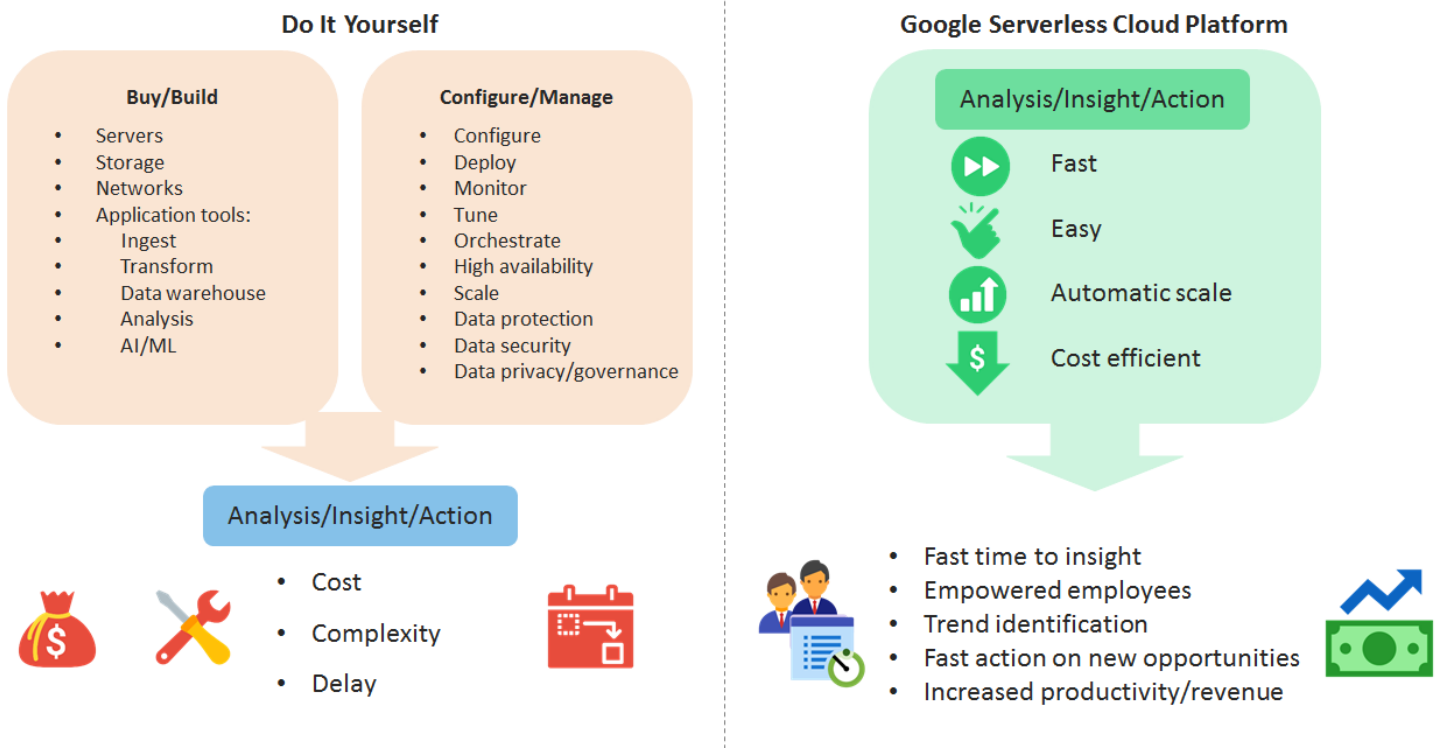 Do It Yourself
Buy/Build
• Servers
• Storage
• Networks
• Application tools:
• Ingest
• Transform
• Data warehouse
• Analysis
• AI/ML
Configure/Manage
• Configure
• Deploy
• Monitor
• Tune
• Orchestrate
• High availability
• Scale
• Data protection
• Data security
• Data privacy/governance
Analysis/Insight/Action
$
• Cost
• Complexity
• Delay
Google Serverless Cloud Platform
Analysis/Insight/Action
Fast
Easy
Automatic scale
$
Cost efficient
• Fast time to insight
• Empowered employees
• Trend identification
• Fast action on new opportunities
• Increased productivity/revenue